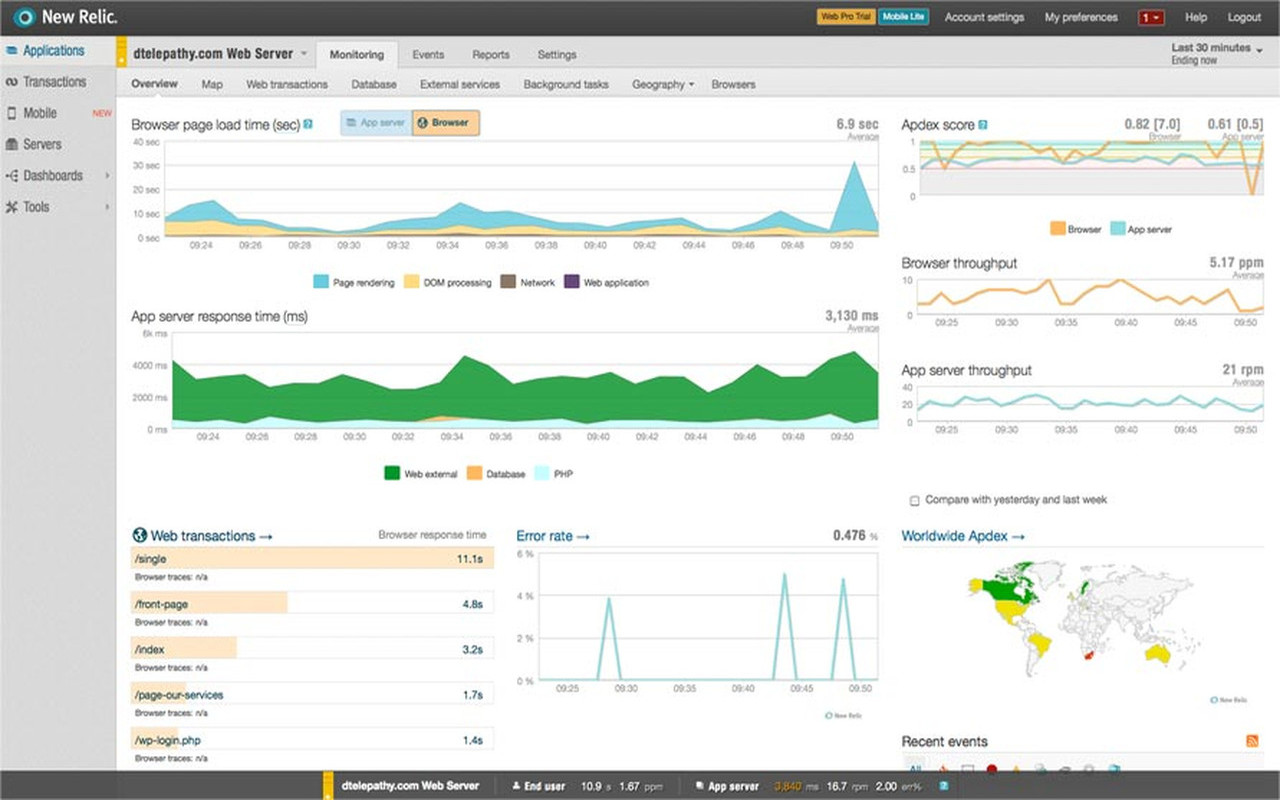 New Relic.
Web Pro Trial Mobile Lite Account settings My preferences 1 Help Logout
Applications
Transactions
Mobile NEW
Servers
Dashboards
Tools
dtelepathy.com Web Server Monitoring Events Reports Settings
Last 30 minutes
Ending now
Overview Map Web transactions Database External services Background tasks Geography Browsers
Browser page load time (sec) ? App server Browser
6.9 sec
Average
40 sec
30 sec
20 sec
10 sec
0 sec
09:24 09:26 09:28 09:30 09:32 09:34 09:36 09:38 09:40 09:42 09:44 09:46 09:48 09:50
Page rendering DOM processing Network Web application
App server response time (ms)
3,130 ms
Average
6k ms
4000 ms
2000 ms
0 ms
09:24 09:26 09:28 09:30 09:32 09:34 09:36 09:38 09:40 09:42 09:44 09:46 09:48 09:50
Web external Database PHP
Apdex score ? 0.82 [7.0] 0.61 [0.5]
Browser App server
1
0.5
0
Browser App server
Browser throughput 5.17 ppm
Average
10
0
09:25 09:30 09:35 09:40 09:45 09:50
App server throughput 21 rpm
Average
40
20
0
09:25 09:30 09:35 09:40 09:45 09:50
Compare with yesterday and last week
Web transactions → Browser response time
/single 11.1s
Browser traces: n/a
/front-page 4.8s
Browser traces: n/a
/index 3.2s
Browser traces: n/a
/page-our-services 1.7s
Browser traces: n/a
/wp-login.php 1.4s
Browser traces: n/a
Error rate → 0.476 %
6 %
4 %
2 %
0 %
09:25 09:30 09:35 09:40 09:45 09:50
New Relic
Worldwide Apdex →
New Relic
Recent events
All
dtelepathy.com Web Server End user 10.9 s 1.67 ppm App server 3,840 ms 16.7 rpm 2.00 err% ?